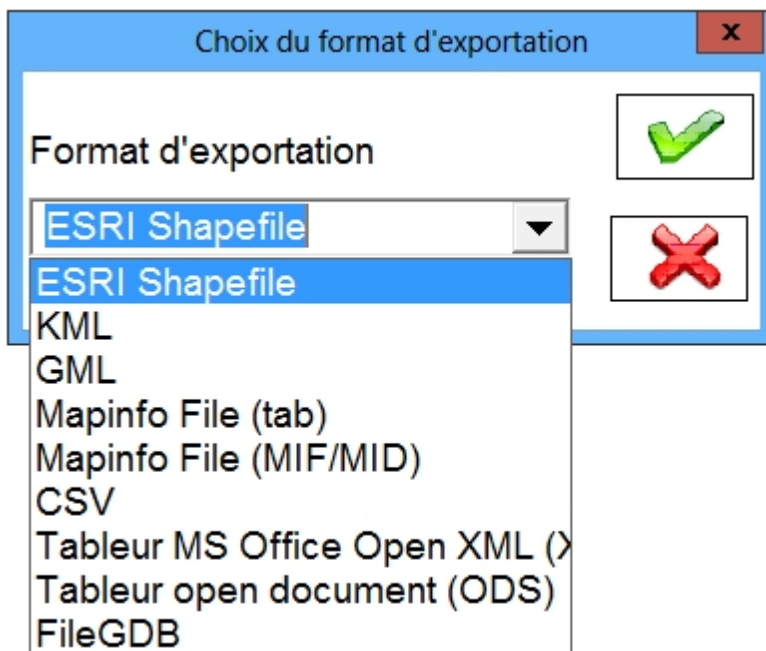 Choix du format d'exportation
x
Format d'exportation
ESRI Shapefile
ESRI Shapefile
KML
GML
Mapinfo File (tab)
Mapinfo File (MIF/MID)
CSV
Tableur MS Office Open XML (
Tableur open document (ODS)
FileGDB